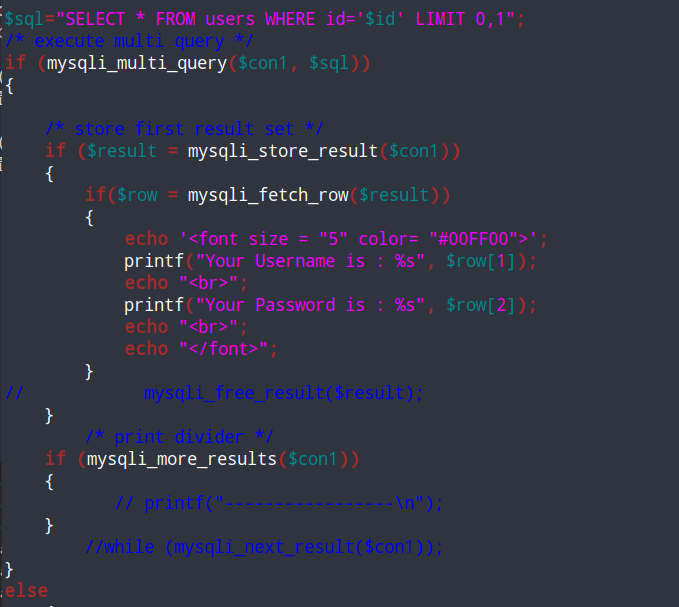 $sql="SELECT * FROM users WHERE id='$id' LIMIT 0,1";
/* execute multi query */
if (mysqli_multi_query($con1, $sql))
{
/* store first result set */
if ($result = mysqli_store_result($con1))
{
if($row = mysqli_fetch_row($result))
{
echo '<font size = "5" color= "#00FF00">';
printf("Your Username is : %s", $row[1]);
echo "<br>";
printf("Your Password is : %s", $row[2]);
echo "<br>";
echo "</font>";
}
// mysqli_free_result($result);
}
/* print divider */
if (mysqli_more_results($con1))
{
// printf("-----------------\n");
}
//while (mysqli_next_result($con1));
}
else